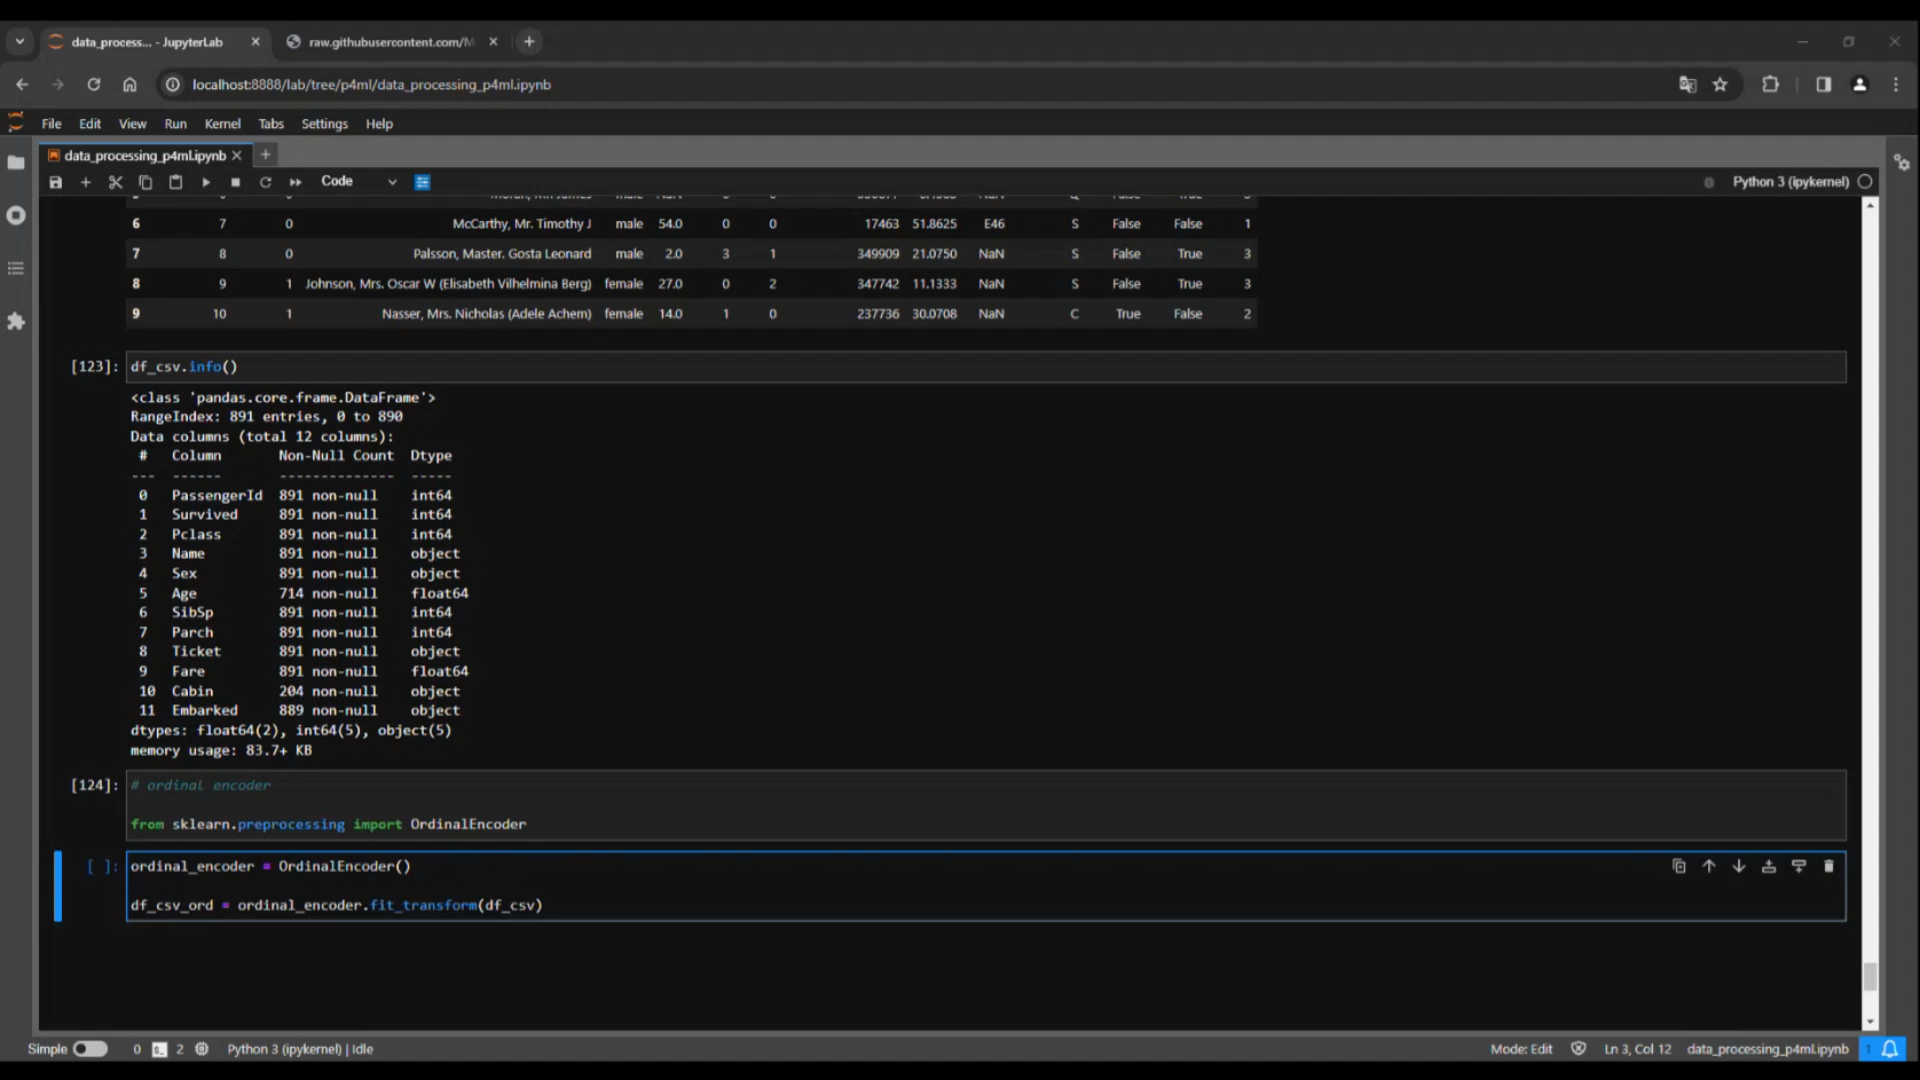 data_process... - JupyterLab
raw.githubusercontent.com/M
localhost:8888/lab/tree/p4ml/data_processing_p4ml.ipynb
File Edit View Run Kernel Tabs Settings Help
data_processing_p4ml.ipynb
Code
Python 3 (ipykernel)
6 7 0 McCarthy, Mr. Timothy J male 54.0 0 0 17463 51.8625 E46 S False False 1
7 8 0 Palsson, Master. Gosta Leonard male 2.0 3 1 349909 21.0750 NaN S False True 3
8 9 1 Johnson, Mrs. Oscar W (Elisabeth Vilhelmina Berg) female 27.0 0 2 347742 11.1333 NaN S False True 3
9 10 1 Nasser, Mrs. Nicholas (Adele Achem) female 14.0 1 0 237736 30.0708 NaN C True False 2
[123]: df_csv.info()
<class 'pandas.core.frame.DataFrame'>
RangeIndex: 891 entries, 0 to 890
Data columns (total 12 columns):
# Column Non-Null Count Dtype
--- ------ -------------- -----
0 PassengerId 891 non-null int64
1 Survived 891 non-null int64
2 Pclass 891 non-null int64
3 Name 891 non-null object
4 Sex 891 non-null object
5 Age 714 non-null float64
6 SibSp 891 non-null int64
7 Parch 891 non-null int64
8 Ticket 891 non-null object
9 Fare 891 non-null float64
10 Cabin 204 non-null object
11 Embarked 889 non-null object
dtypes: float64(2), int64(5), object(5)
memory usage: 83.7+ KB
[124]: # ordinal encoder
from sklearn.preprocessing import OrdinalEncoder
[ ]: ordinal_encoder = OrdinalEncoder()
df_csv_ord = ordinal_encoder.fit_transform(df_csv)
Simple 0 2 Python 3 (ipykernel) | Idle Mode: Edit Ln 3, Col 12 data_processing_p4ml.ipynb 1